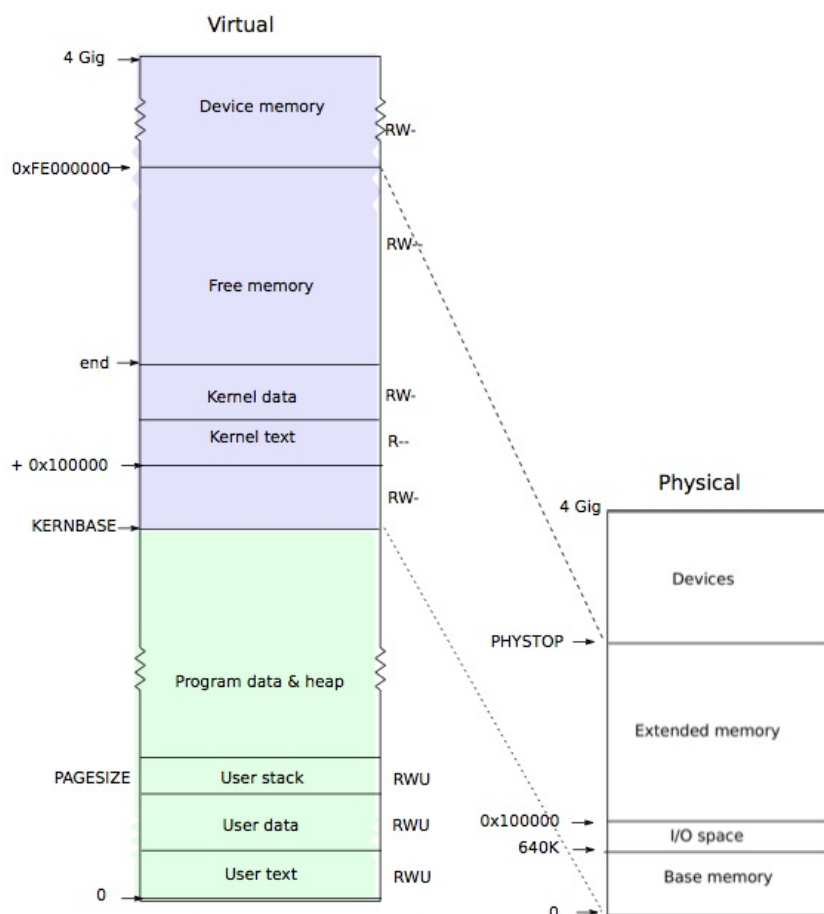 Virtual
4 Gig
Device memory
RW-
0xFE000000
RW--
Free memory
end
Kernel data
RW-
Kernel text
R--
+ 0x100000
RW-
KERNBASE
Program data & heap
PAGESIZE
User stack
RWU
User data
RWU
User text
RWU
0
Physical
4 Gig
Devices
PHYSTOP
Extended memory
0x100000
I/O space
640K
Base memory
0